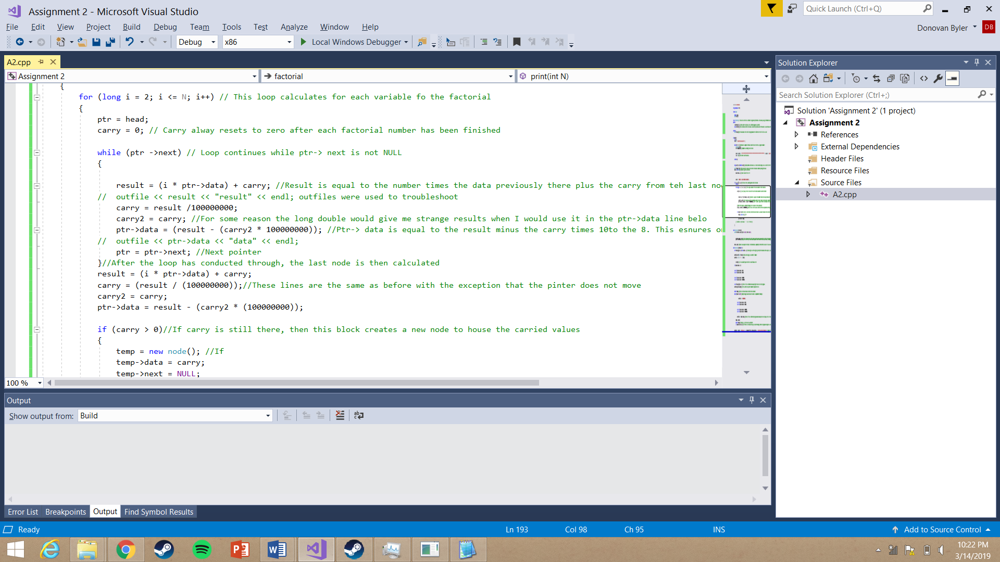 Assignment 2 - Microsoft Visual Studio
Quick Launch (Ctrl+Q)
File Edit View Project Build Debug Team Tools Test Analyze Window Help
Donovan Byler DB
Debug x86 Local Windows Debugger
A2.cpp
Assignment 2 factorial print(int N)
{
for (long i = 2; i <= N; i++) // This loop calculates for each variable fo the factorial
{
ptr = head;
carry = 0; // Carry alway resets to zero after each factorial number has been finished
while (ptr ->next) // Loop continues while ptr-> next is not NULL
{
result = (i * ptr->data) + carry; //Result is equal to the number times the data previously there plus the carry from teh last no
// outfile << result << "result" << endl; outfiles were used to troubleshoot
carry = result /100000000;
carry2 = carry; //For some reason the long double would give me strange results when I would use it in the ptr->data line belo
ptr->data = (result - (carry2 * 100000000)); //Ptr-> data is equal to the result minus the carry times 10to the 8. This esnures o
// outfile << ptr->data << "data" << endl;
ptr = ptr->next; //Next pointer
}//After the loop has conducted through, the last node is then calculated
result = (i * ptr->data) + carry;
carry = (result / (100000000));//These lines are the same as before with the exception that the pinter does not move
carry2 = carry;
ptr->data = result - (carry2 * (100000000));
if (carry > 0)//If carry is still there, then this block creates a new node to house the carried values
{
temp = new node(); //If
temp->data = carry;
temp->next = NULL;
100 %
Solution Explorer
Search Solution Explorer (Ctrl+;)
Solution 'Assignment 2' (1 project)
Assignment 2
References
External Dependencies
Header Files
Resource Files
Source Files
A2.cpp
Output
Show output from: Build
Error List Breakpoints Output Find Symbol Results
Ready Ln 193 Col 98 Ch 95 INS Add to Source Control
10:22 PM
3/14/2019